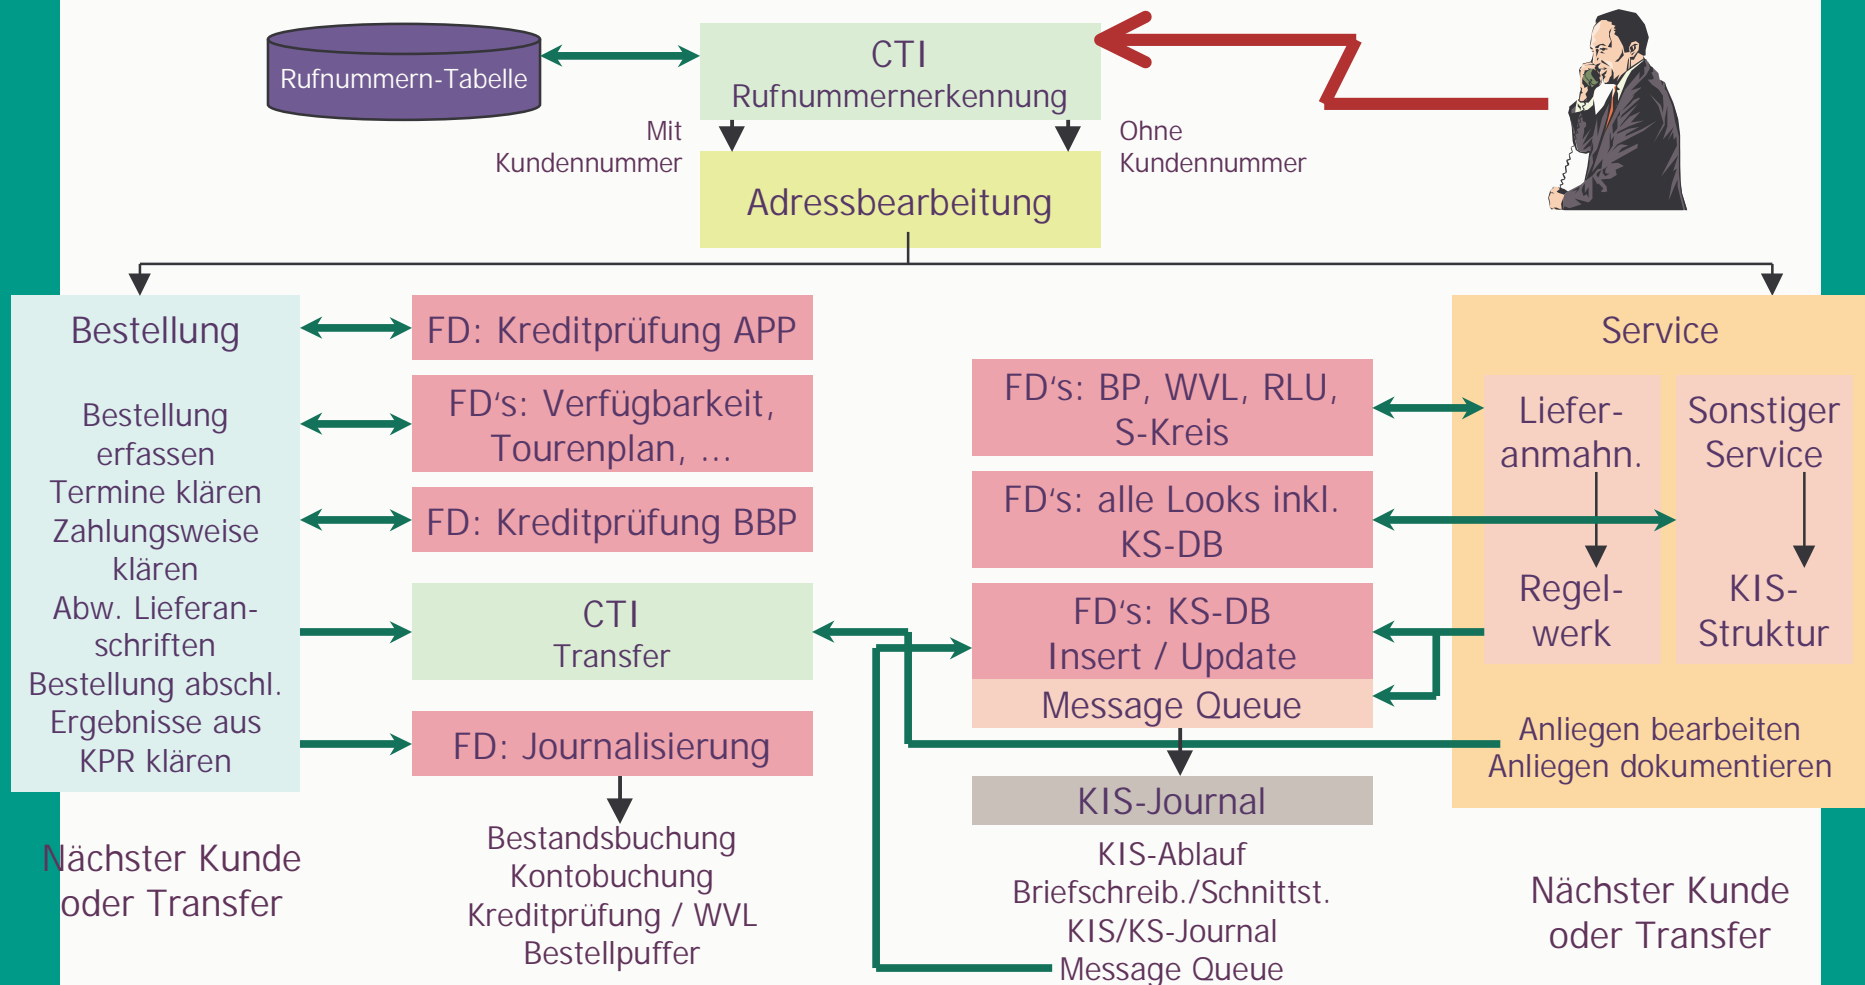 Rufnummern-Tabelle
CTI
Rufnummernerkennung
Mit
Kundennummer
Ohne
Kundennummer
Adressbearbeitung
Bestellung
Bestellung
erfassen
Termine klären
Zahlungsweise
klären
Abw. Lieferan-
schriften
Bestellung abschl.
Ergebnisse aus
KPR klären
Nächster Kunde
oder Transfer
FD: Kreditprüfung APP
FD‘s: Verfügbarkeit,
Tourenplan, ...
FD: Kreditprüfung BBP
CTI
Transfer
FD: Journalisierung
Bestandsbuchung
Kontobuchung
Kreditprüfung / WVL
Bestellpuffer
FD‘s: BP, WVL, RLU,
S-Kreis
FD‘s: alle Looks inkl.
KS-DB
FD‘s: KS-DB
Insert / Update
Message Queue
KIS-Journal
KIS-Ablauf
Briefschreib./Schnittst.
KIS/KS-Journal
Message Queue
Service
Liefer-
anmahn.
Regel-
werk
Sonstiger
Service
KIS-
Struktur
Anliegen bearbeiten
Anliegen dokumentieren
Nächster Kunde
oder Transfer